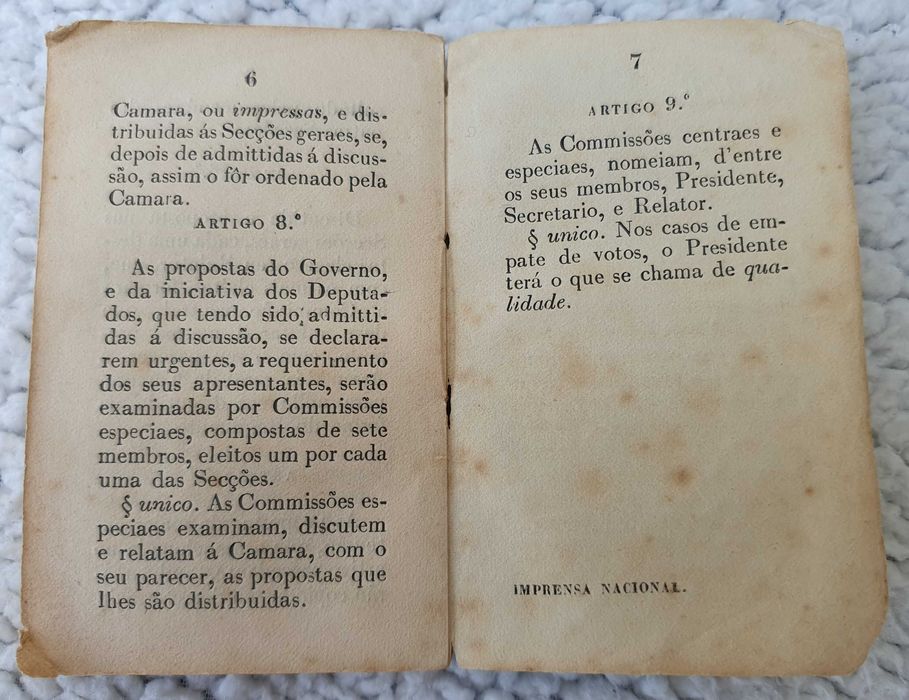 6
Camara, ou impressas, e dis-
tribuidas ás Secções geraes, se,
depois de admittidas á discus-
são, assim o fôr ordenado pela
Camara.
ARTIGO 8.º
As propostas do Governo,
e da iniciativa dos Deputa-
dos, que tendo sido admitti-
das á discussão, se declara-
rem urgentes, a requerimento
dos seus apresentantes, serão
examinadas por Commissões
especiaes, compostas de sete
membros, eleitos um por cada
uma das Secções.
§ unico. As Commissões es-
peciaes examinam, discutem
e relatam á Camara, com o
seu parecer, as propostas que
lhes são distribuidas.
7
ARTIGO 9.º
As Commissões centraes e
especiaes, nomeiam, d'entre
os seus membros, Presidente,
Secretario, e Relator.
§ unico. Nos casos de em-
pate de votos, o Presidente
terá o que se chama de qua-
lidade.
IMPRENSA NACIONAL.